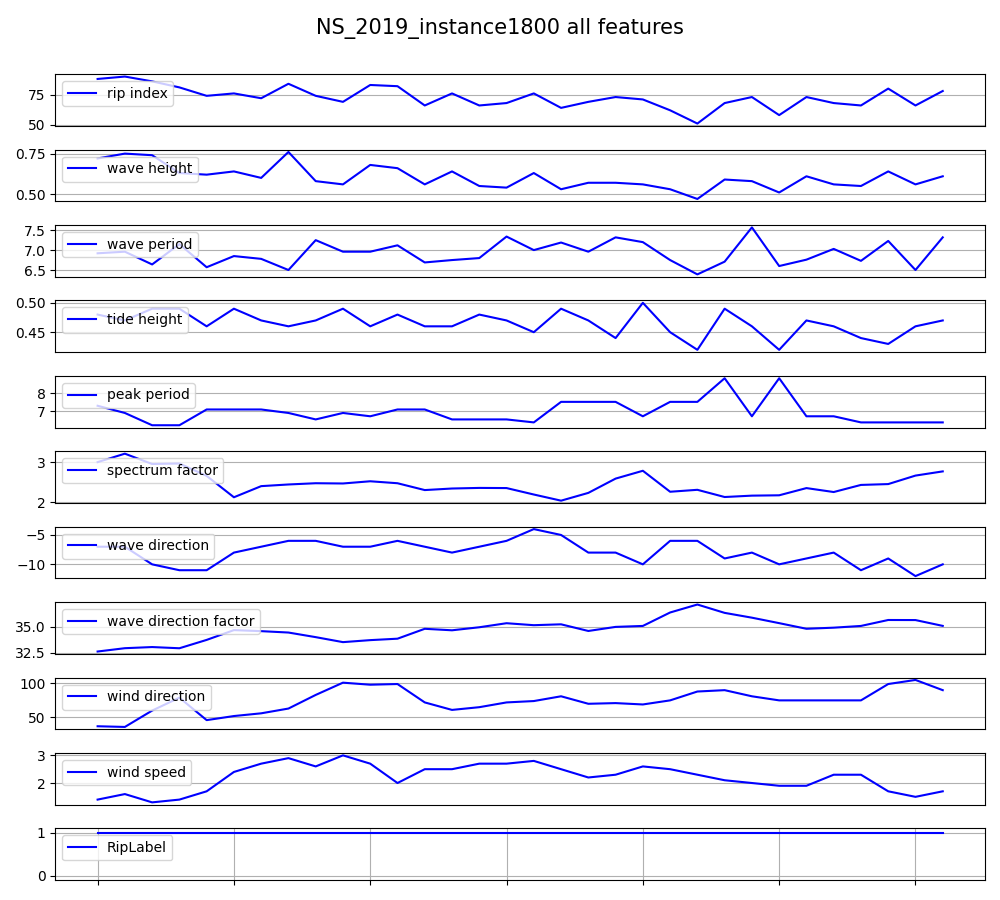 NS_2019_instance1800 all features
75
50
rip index
0.75
0.50
wave height
7.5
7.0
6.5
wave period
0.50
0.45
tide height
8
7
peak period
3
2
spectrum factor
−5
−10
wave direction
35.0
32.5
wave direction factor
100
50
wind direction
3
2
wind speed
1
0
RipLabel